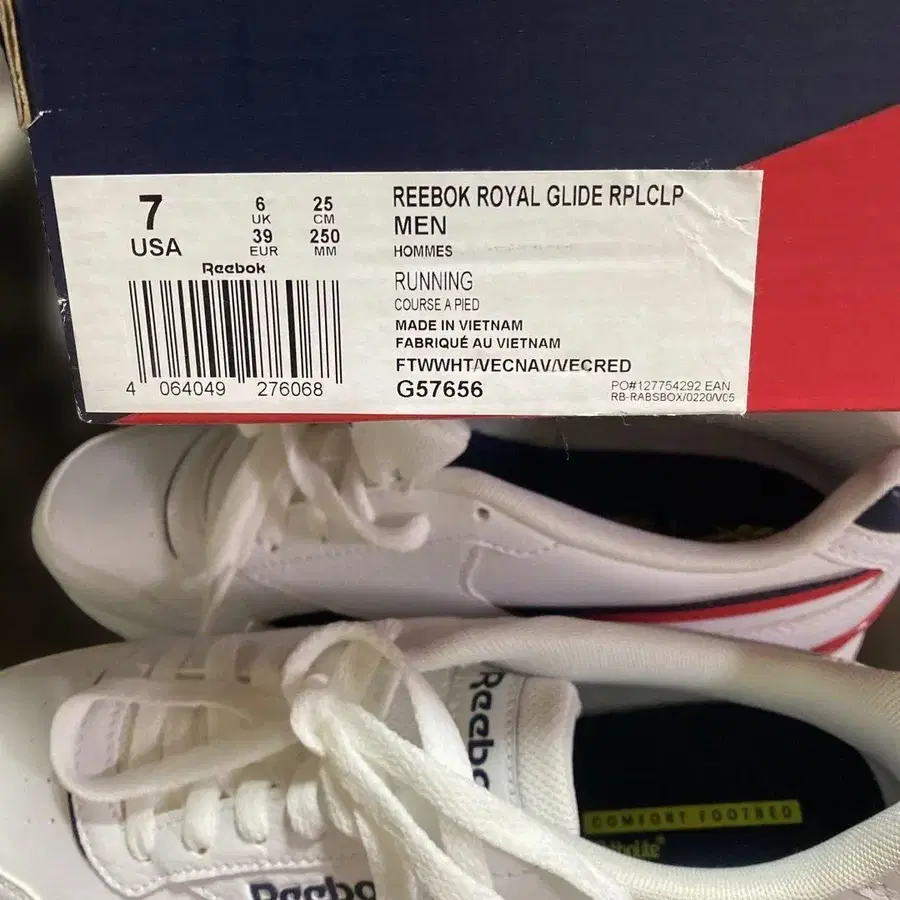 7
USA
6
UK
39
EUR
25
CM
250
MM
Reebok
4 064049 276068
REEBOK ROYAL GLIDE RPLCLP
MEN
HOMMES
RUNNING
COURSE A PIED
MADE IN VIETNAM
FABRIQUÉ AU VIETNAM
FTWWHT/VECNAV/VECRED
G57656
PO#127754292 EAN
RB-RABSBOX/0220/V05
Reebo
COMFORT FOOTBED
Reebo